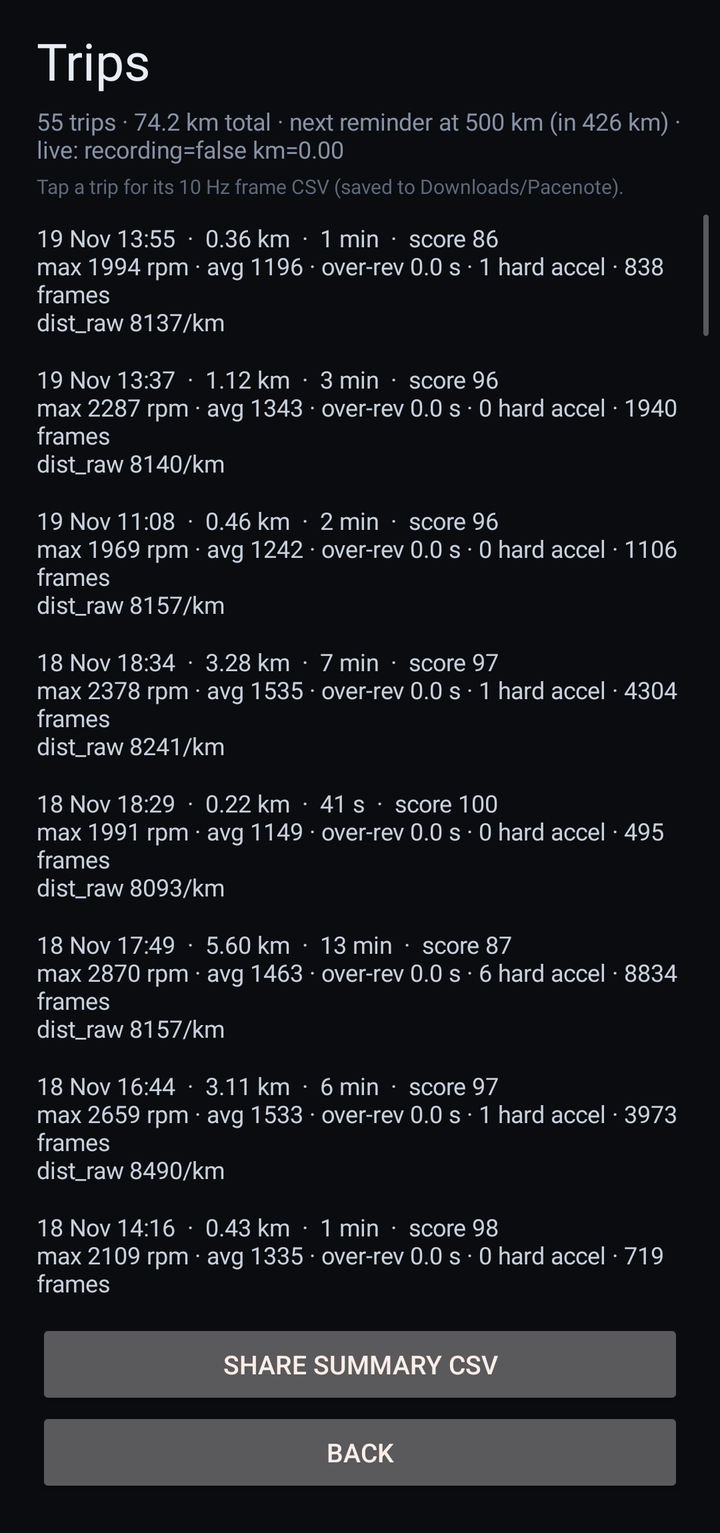 Trips
55 trips · 74.2 km total · next reminder at 500 km (in 426 km) ·
live: recording=false km=0.00
Tap a trip for its 10 Hz frame CSV (saved to Downloads/Pacenote).
19 Nov 13:55 · 0.36 km · 1 min · score 86
max 1994 rpm · avg 1196 · over-rev 0.0 s · 1 hard accel · 838
frames
dist_raw 8137/km
19 Nov 13:37 · 1.12 km · 3 min · score 96
max 2287 rpm · avg 1343 · over-rev 0.0 s · 0 hard accel · 1940
frames
dist_raw 8140/km
19 Nov 11:08 · 0.46 km · 2 min · score 96
max 1969 rpm · avg 1242 · over-rev 0.0 s · 0 hard accel · 1106
frames
dist_raw 8157/km
18 Nov 18:34 · 3.28 km · 7 min · score 97
max 2378 rpm · avg 1535 · over-rev 0.0 s · 1 hard accel · 4304
frames
dist_raw 8241/km
18 Nov 18:29 · 0.22 km · 41 s · score 100
max 1991 rpm · avg 1149 · over-rev 0.0 s · 0 hard accel · 495
frames
dist_raw 8093/km
18 Nov 17:49 · 5.60 km · 13 min · score 87
max 2870 rpm · avg 1463 · over-rev 0.0 s · 6 hard accel · 8834
frames
dist_raw 8157/km
18 Nov 16:44 · 3.11 km · 6 min · score 97
max 2659 rpm · avg 1533 · over-rev 0.0 s · 1 hard accel · 3973
frames
dist_raw 8490/km
18 Nov 14:16 · 0.43 km · 1 min · score 98
max 2109 rpm · avg 1335 · over-rev 0.0 s · 0 hard accel · 719
frames
SHARE SUMMARY CSV
BACK